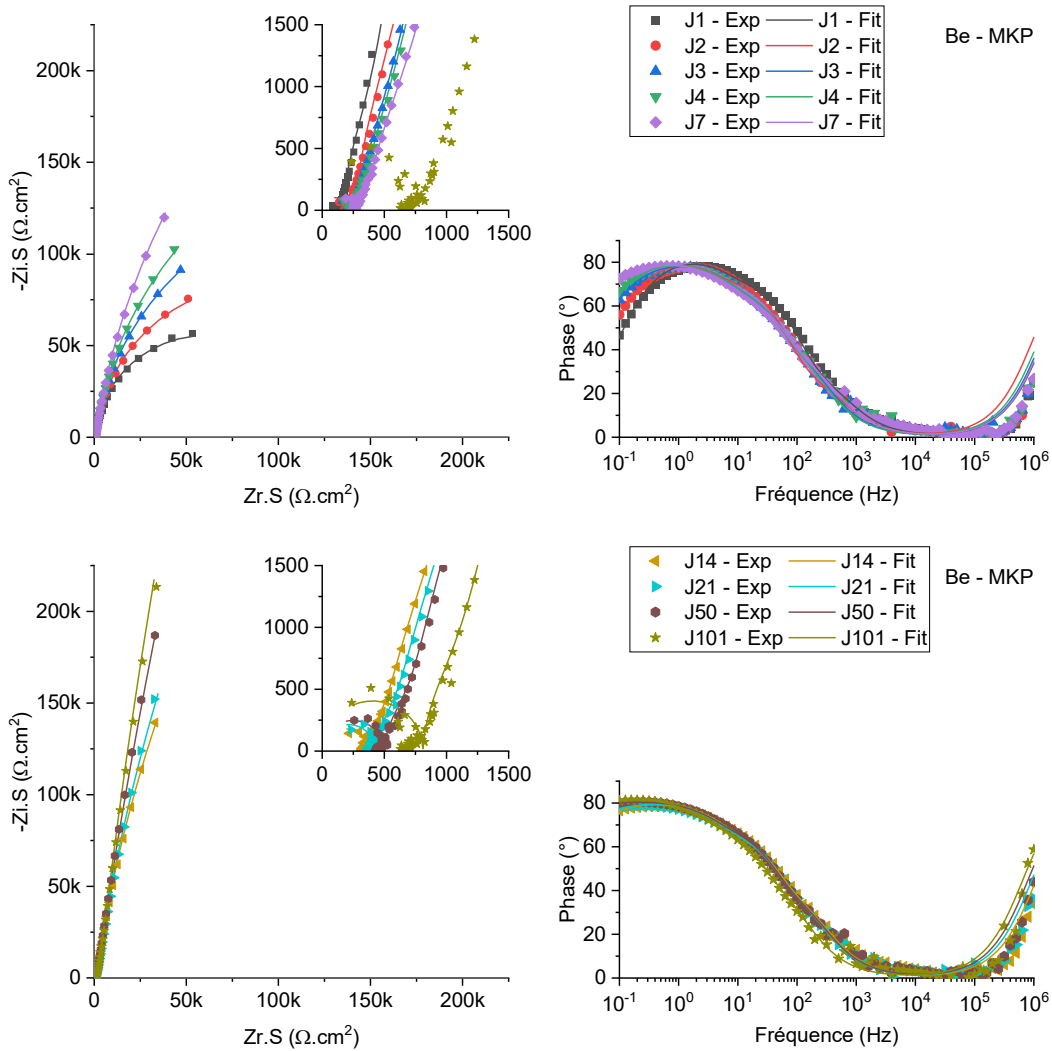 J1 - Exp J1 - Fit
J2 - Exp J2 - Fit
J3 - Exp J3 - Fit
J4 - Exp J4 - Fit
J7 - Exp J7 - Fit
Be - MKP
-Zi.S (Ω.cm²)
200k
150k
100k
50k
0
0 50k 100k 150k 200k
Zr.S (Ω.cm²)
1500
1000
500
0
0 500 1000 1500
Phase (°)
80
60
40
20
0
10⁻¹ 10⁰ 10¹ 10² 10³ 10⁴ 10⁵ 10⁶
Fréquence (Hz)
J14 - Exp J14 - Fit
J21 - Exp J21 - Fit
J50 - Exp J50 - Fit
J101 - Exp J101 - Fit
Be - MKP
-Zi.S (Ω.cm²)
200k
150k
100k
50k
0
0 50k 100k 150k 200k
Zr.S (Ω.cm²)
1500
1000
500
0
0 500 1000 1500
Phase (°)
80
60
40
20
0
10⁻¹ 10⁰ 10¹ 10² 10³ 10⁴ 10⁵ 10⁶
Fréquence (Hz)